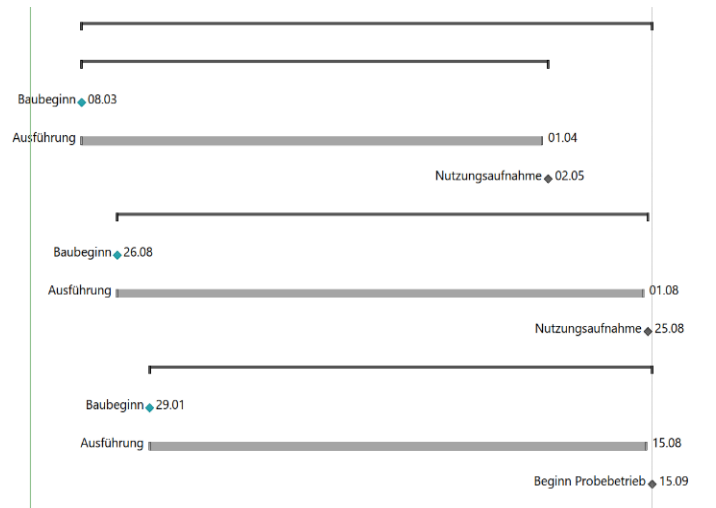 Baubeginn 08.03
Ausführung 01.04
Nutzungsaufnahme 02.05
Baubeginn 26.08
Ausführung 01.08
Nutzungsaufnahme 25.08
Baubeginn 29.01
Ausführung 15.08
Beginn Probebetrieb 15.09